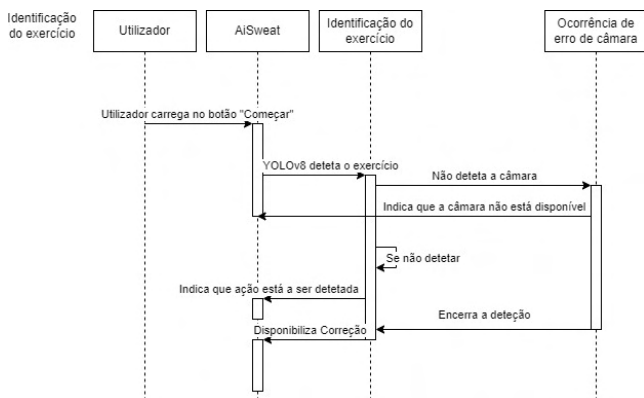 Identificação
do exercício
Utilizador
AiSweat
Identificação do
exercício
Ocorrência de
erro de câmara
Utilizador carrega no botão "Começar"
YOLOv8 deteta o exercício
Não deteta a câmara
Indica que a câmara não está disponível
Se não detetar
Indica que ação está a ser detetada
Encerra a deteção
Disponibiliza Correção